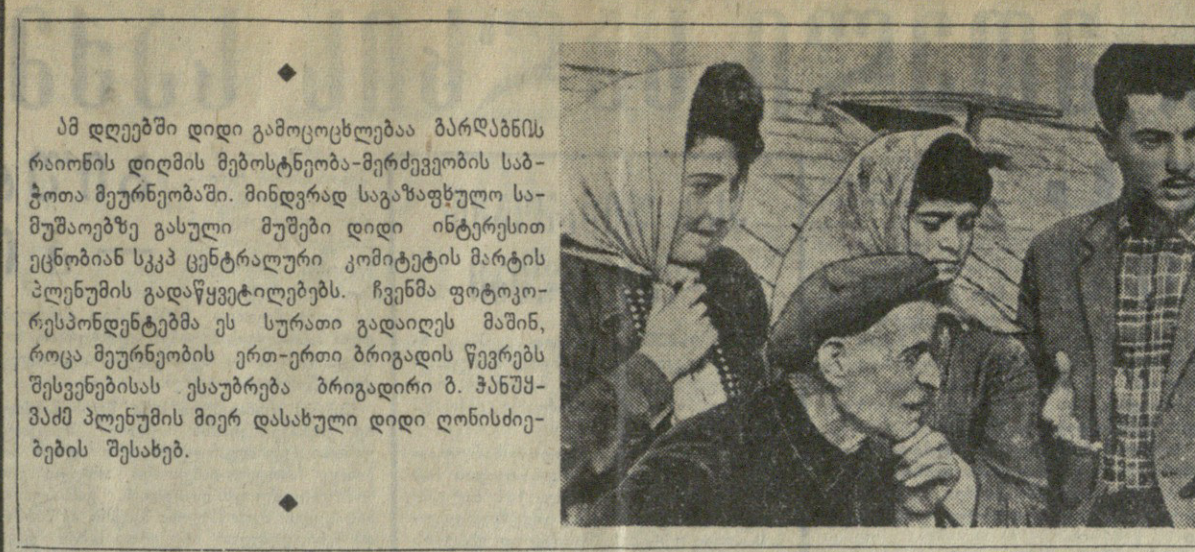 ამ დღეებში დიდი გამოცოცხლებაა გარდაბნის
რაიონის დიღმის მებოსტნეობა-მერძევეობის საბ-
ჭოთა მეურნეობაში. მინდვრად საგაზაფხულო სა-
მუშაოებზე გასული მუშები დიდი ინტერესით
ეცნობიან სკკპ ცენტრალური კომიტეტის მარტის
პლენუმის გადაწყვეტილებებს. ჩვენმა ფოტოკო-
რესპონდენტებმა ეს სურათი გადაიღეს მაშინ,
როცა მეურნეობის ერთ-ერთი ბრიგადის წევრებს
შესვენებისას ესაუბრება ბრიგადირი გ. ჭანუყ-
ვაძე პლენუმის მიერ დასახული დიდი ღონისძიე-
ბების შესახებ.